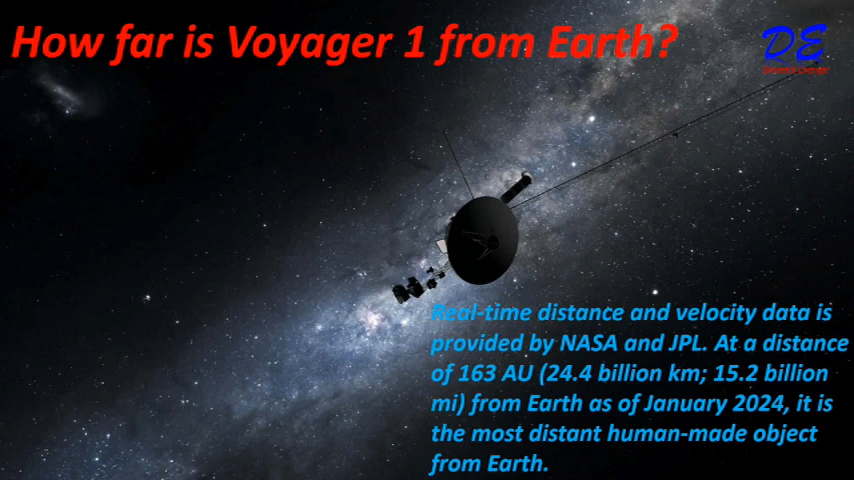 How far is Voyager 1 from Earth?
DE
Real-time distance and velocity data is
provided by NASA and JPL. At a distance
of 163 AU (24.4 billion km; 15.2 billion
mi) from Earth as of January 2024, it is
the most distant human-made object
from Earth.